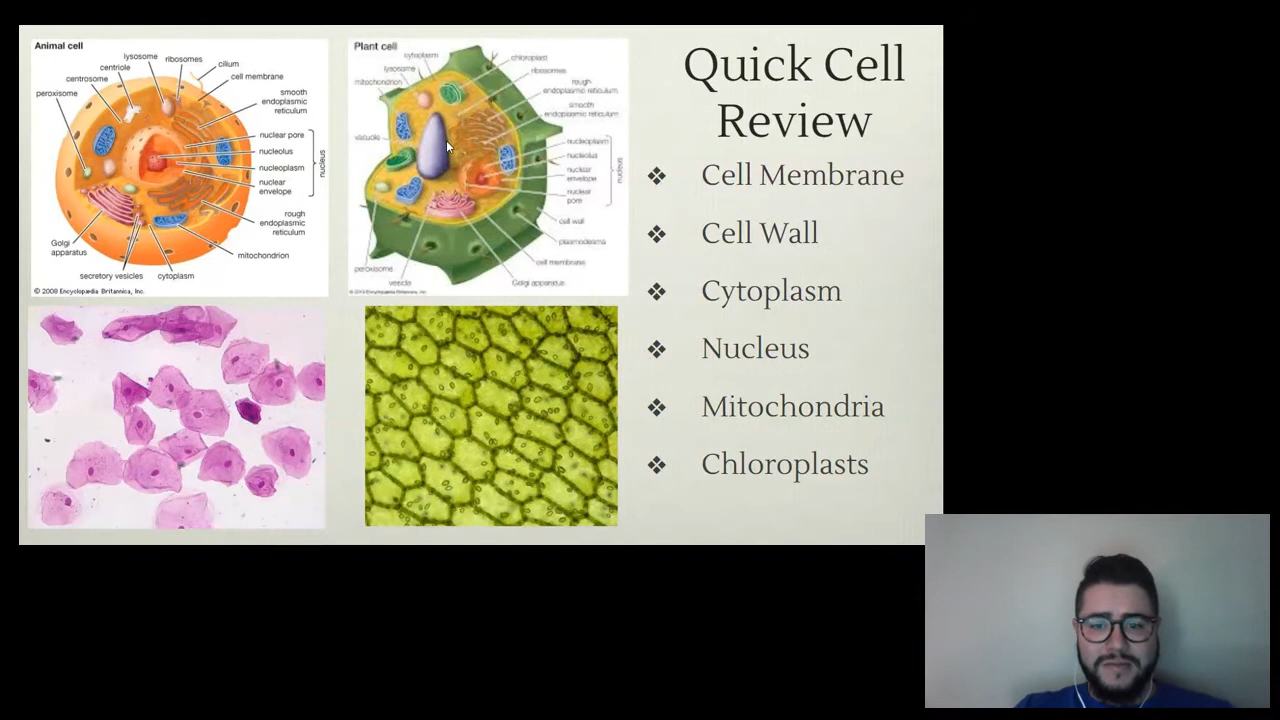 Animal cell
lysosome
ribosomes
cilium
centriole
cell membrane
centrosome
peroxisome
smooth
endoplasmic
reticulum
nuclear pore
nucleolus
nucleoplasm
nuclear
envelope
nucleus
rough
endoplasmic
reticulum
Golgi
apparatus
mitochondrion
secretory vesicles
cytoplasm
© 2008 Encyclopædia Britannica, Inc.
Plant cell
cytoplasm
chloroplast
lysosome
ribosomes
mitochondrion
rough
endoplasmic reticulum
smooth
endoplasmic reticulum
vacuole
nucleoplasm
nucleolus
nuclear
envelope
nuclear
pore
nucleus
cell wall
plasmodesma
cell membrane
peroxisome
vesicle
Golgi apparatus
Encyclopædia Britannica, Inc.
Quick Cell
Review
❖ Cell Membrane
❖ Cell Wall
❖ Cytoplasm
❖ Nucleus
❖ Mitochondria
❖ Chloroplasts